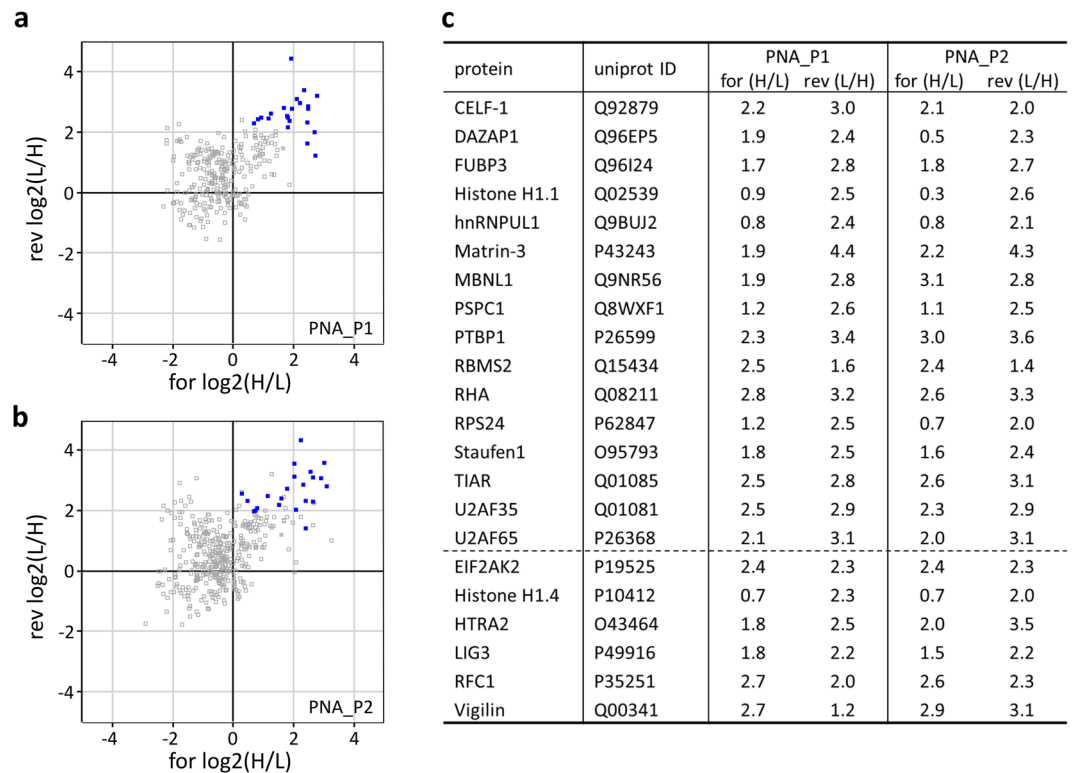 a
4
2
0
-2
-4
rev log2(L/H)
PNA_P1
-4 -2 0 2 4
for log2(H/L)
b
4
2
0
-2
-4
rev log2(L/H)
PNA_P2
-4 -2 0 2 4
for log2(H/L)
c
protein uniprot ID PNA_P1 PNA_P2
for (H/L) rev (L/H) for (H/L) rev (L/H)
CELF-1 Q92879 2.2 3.0 2.1 2.0
DAZAP1 Q96EP5 1.9 2.4 0.5 2.3
FUBP3 Q96I24 1.7 2.8 1.8 2.7
Histone H1.1 Q02539 0.9 2.5 0.3 2.6
hnRNPUL1 Q9BUJ2 0.8 2.4 0.8 2.1
Matrin-3 P43243 1.9 4.4 2.2 4.3
MBNL1 Q9NR56 1.9 2.8 3.1 2.8
PSPC1 Q8WXF1 1.2 2.6 1.1 2.5
PTBP1 P26599 2.3 3.4 3.0 3.6
RBMS2 Q15434 2.5 1.6 2.4 1.4
RHA Q08211 2.8 3.2 2.6 3.3
RPS24 P62847 1.2 2.5 0.7 2.0
Staufen1 O95793 1.8 2.5 1.6 2.4
TIAR Q01085 2.5 2.8 2.6 3.1
U2AF35 Q01081 2.5 2.9 2.3 2.9
U2AF65 P26368 2.1 3.1 2.0 3.1
EIF2AK2 P19525 2.4 2.3 2.4 2.3
Histone H1.4 P10412 0.7 2.3 0.7 2.0
HTRA2 O43464 1.8 2.5 2.0 3.5
LIG3 P49916 1.8 2.2 1.5 2.2
RFC1 P35251 2.7 2.0 2.6 2.3
Vigilin Q00341 2.7 1.2 2.9 3.1